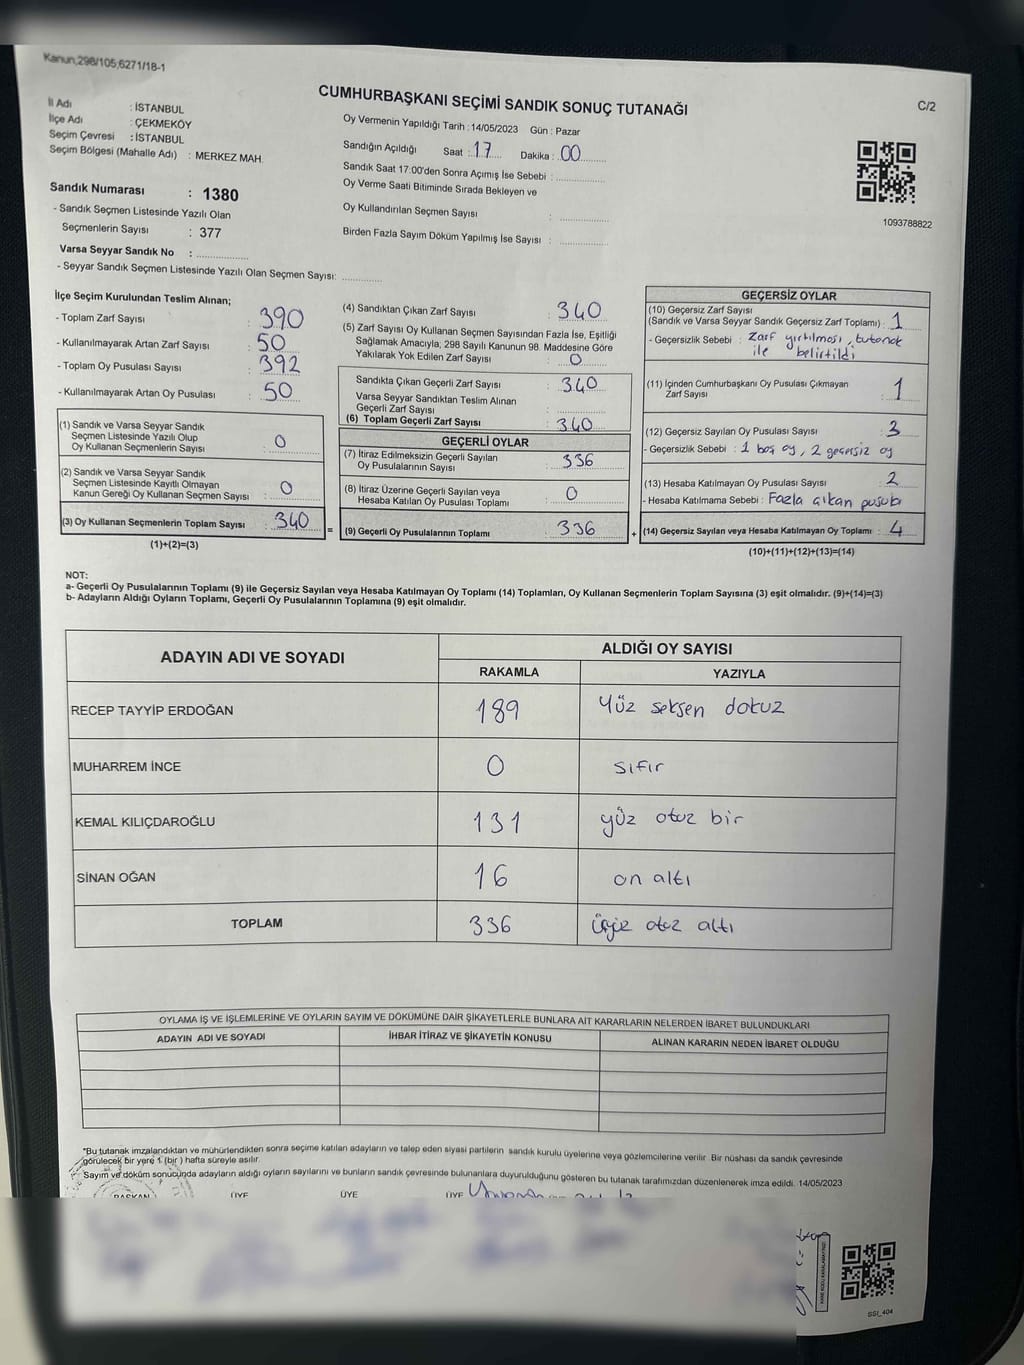 Kanun,298/105,6271/18-1
CUMHURBAŞKANI SEÇİMİ SANDIK SONUÇ TUTANAĞI
C/2
İl Adı : İSTANBUL
İlçe Adı : ÇEKMEKÖY
Seçim Çevresi : İSTANBUL
Seçim Bölgesi (Mahalle Adı) : MERKEZ MAH.
Oy Vermenin Yapıldığı Tarih : 14/05/2023 Gün : Pazar
Sandığın Açıldığı Saat : 17 Dakika : 00
Sandık Saat 17:00'den Sonra Açımış İse Sebebi :
Oy Verme Saati Bitiminde Sırada Bekleyen ve
Oy Kullandırılan Seçmen Sayısı :
Birden Fazla Sayım Döküm Yapılmış İse Sayısı :
1093788822
Sandık Numarası : 1380
- Sandık Seçmen Listesinde Yazılı Olan
Seçmenlerin Sayısı : 377
Varsa Seyyar Sandık No :
- Seyyar Sandık Seçmen Listesinde Yazılı Olan Seçmen Sayısı:
İlçe Seçim Kurulundan Teslim Alınan;
- Toplam Zarf Sayısı : 390
- Kullanılmayarak Artan Zarf Sayısı : 50
- Toplam Oy Pusulası Sayısı : 392
- Kullanılmayarak Artan Oy Pusulası : 50
(1) Sandık ve Varsa Seyyar Sandık
Seçmen Listesinde Yazılı Olup
Oy Kullanan Seçmenlerin Sayısı : 0
(2) Sandık ve Varsa Seyyar Sandık
Seçmen Listesinde Kayıtlı Olmayan
Kanun Gereği Oy Kullanan Seçmen Sayısı : 0
(3) Oy Kullanan Seçmenlerin Toplam Sayısı : 340
(1)+(2)=(3)
=
(4) Sandıktan Çıkan Zarf Sayısı : 340
(5) Zarf Sayısı Oy Kullanan Seçmen Sayısından Fazla İse, Eşitliği
Sağlamak Amacıyla; 298 Sayılı Kanunun 98. Maddesine Göre
Yakılarak Yok Edilen Zarf Sayısı : 0
Sandıkta Çıkan Geçerli Zarf Sayısı : 340
Varsa Seyyar Sandıktan Teslim Alınan
Geçerli Zarf Sayısı :
(6) Toplam Geçerli Zarf Sayısı : 340
GEÇERLİ OYLAR
(7) İtiraz Edilmeksizin Geçerli Sayılan
Oy Pusulalarının Sayısı : 336
(8) İtiraz Üzerine Geçerli Sayılan veya
Hesaba Katılan Oy Pusulaları Toplamı : 0
(9) Geçerli Oy Pusulalarının Toplamı : 336
+
GEÇERSİZ OYLAR
(10) Geçersiz Zarf Sayısı
(Sandık ve Varsa Seyyar Sandık Geçersiz Zarf Toplamı) : 1
- Geçersizlik Sebebi : Zarf yırtılması, tutanak
ile belirtildi
(11) İçinden Cumhurbaşkanı Oy Pusulası Çıkmayan
Zarf Sayısı : 1
(12) Geçersiz Sayılan Oy Pusulası Sayısı : 3
- Geçersizlik Sebebi : 1 boş oy, 2 geçersiz oy
(13) Hesaba Katılmayan Oy Pusulası Sayısı : 2
- Hesaba Katılmama Sebebi : Fazla çıkan
(14) Geçersiz Sayılan veya Hesaba Katılmayan Oy Toplamı : 4
(10)+(11)+(12)+(13)=(14)
NOT:
a- Geçerli Oy Pusulalarının Toplamı (9) ile Geçersiz Sayılan veya Hesaba Katılmayan Oy Toplamı (14) Toplamları, Oy Kullanan Seçmenlerin Toplam Sayısına (3) eşit olmalıdır. (9)+(14)=(3)
b- Adayların Aldığı Oyların Toplamı, Geçerli Oy Pusulalarının Toplamına (9) eşit olmalıdır.
ADAYIN ADI VE SOYADI
ALDIĞI OY SAYISI
RAKAMLA YAZIYLA
RECEP TAYYİP ERDOĞAN 189 Yüz seksen dokuz
MUHARREM İNCE 0 sıfır
KEMAL KILIÇDAROĞLU 131 yüz otuz bir
SİNAN OĞAN 16 on altı
TOPLAM 336 üçyüz otuz altı
OYLAMA İŞ VE İŞLEMLERİNE VE OYLARIN SAYIM VE DÖKÜMÜNE DAİR ŞİKAYETLERLE BUNLARA AİT KARARLARIN NELERDEN İBARET BULUNDUKLARI
ADAYIN ADI VE SOYADI İHBAR İTİRAZ VE ŞİKAYETİN KONUSU ALINAN KARARIN NEDEN İBARET OLDUĞU
*Bu tutanak imzalandıktan ve mühürlendikten sonra seçime katılan adayların ve talep eden siyasi partilerin sandık kurulu üyelerine veya gözlemcilerine verilir. Bir nüshası da sandık çevresinde
görülecek bir yere 1 (bir ) hafta süreyle asılır.
Sayım ve döküm sonucunda adayların aldığı oyların sayılarını ve bunların sandık çevresinde bulunanlara duyurulduğunu gösteren bu tutanak tarafımızdan düzenlenerek imza edildi. 14/05/2023
BAŞKAN ÜYE ÜYE ÜYE
SSI_404